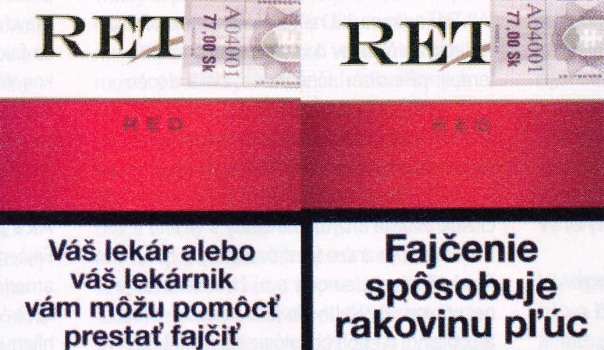 RET
77,00 Sk
A04001
RED
Váš lekár alebo
váš lekárnik
vám môžu pomôcť
prestať fajčiť
RET
77,00 Sk
A04001
RED
Fajčenie
spôsobuje
rakovinu pľúc